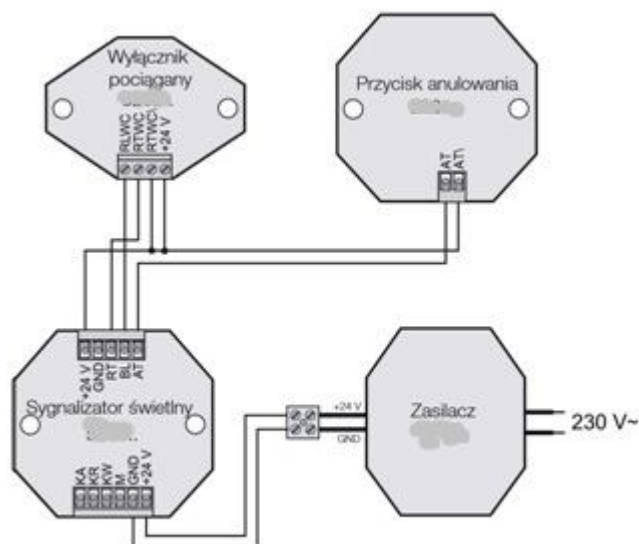 Wyłącznik
pociągany
RLWC
RTWC
RTWC\
+24 V
Przycisk anulowania
AT
AT\
+24 V
GND
RT
BL
AT
Sygnalizator świetlny
KA
KR
KW
M
GND
+24 V
+24 V
GND
Zasilacz
230 V~